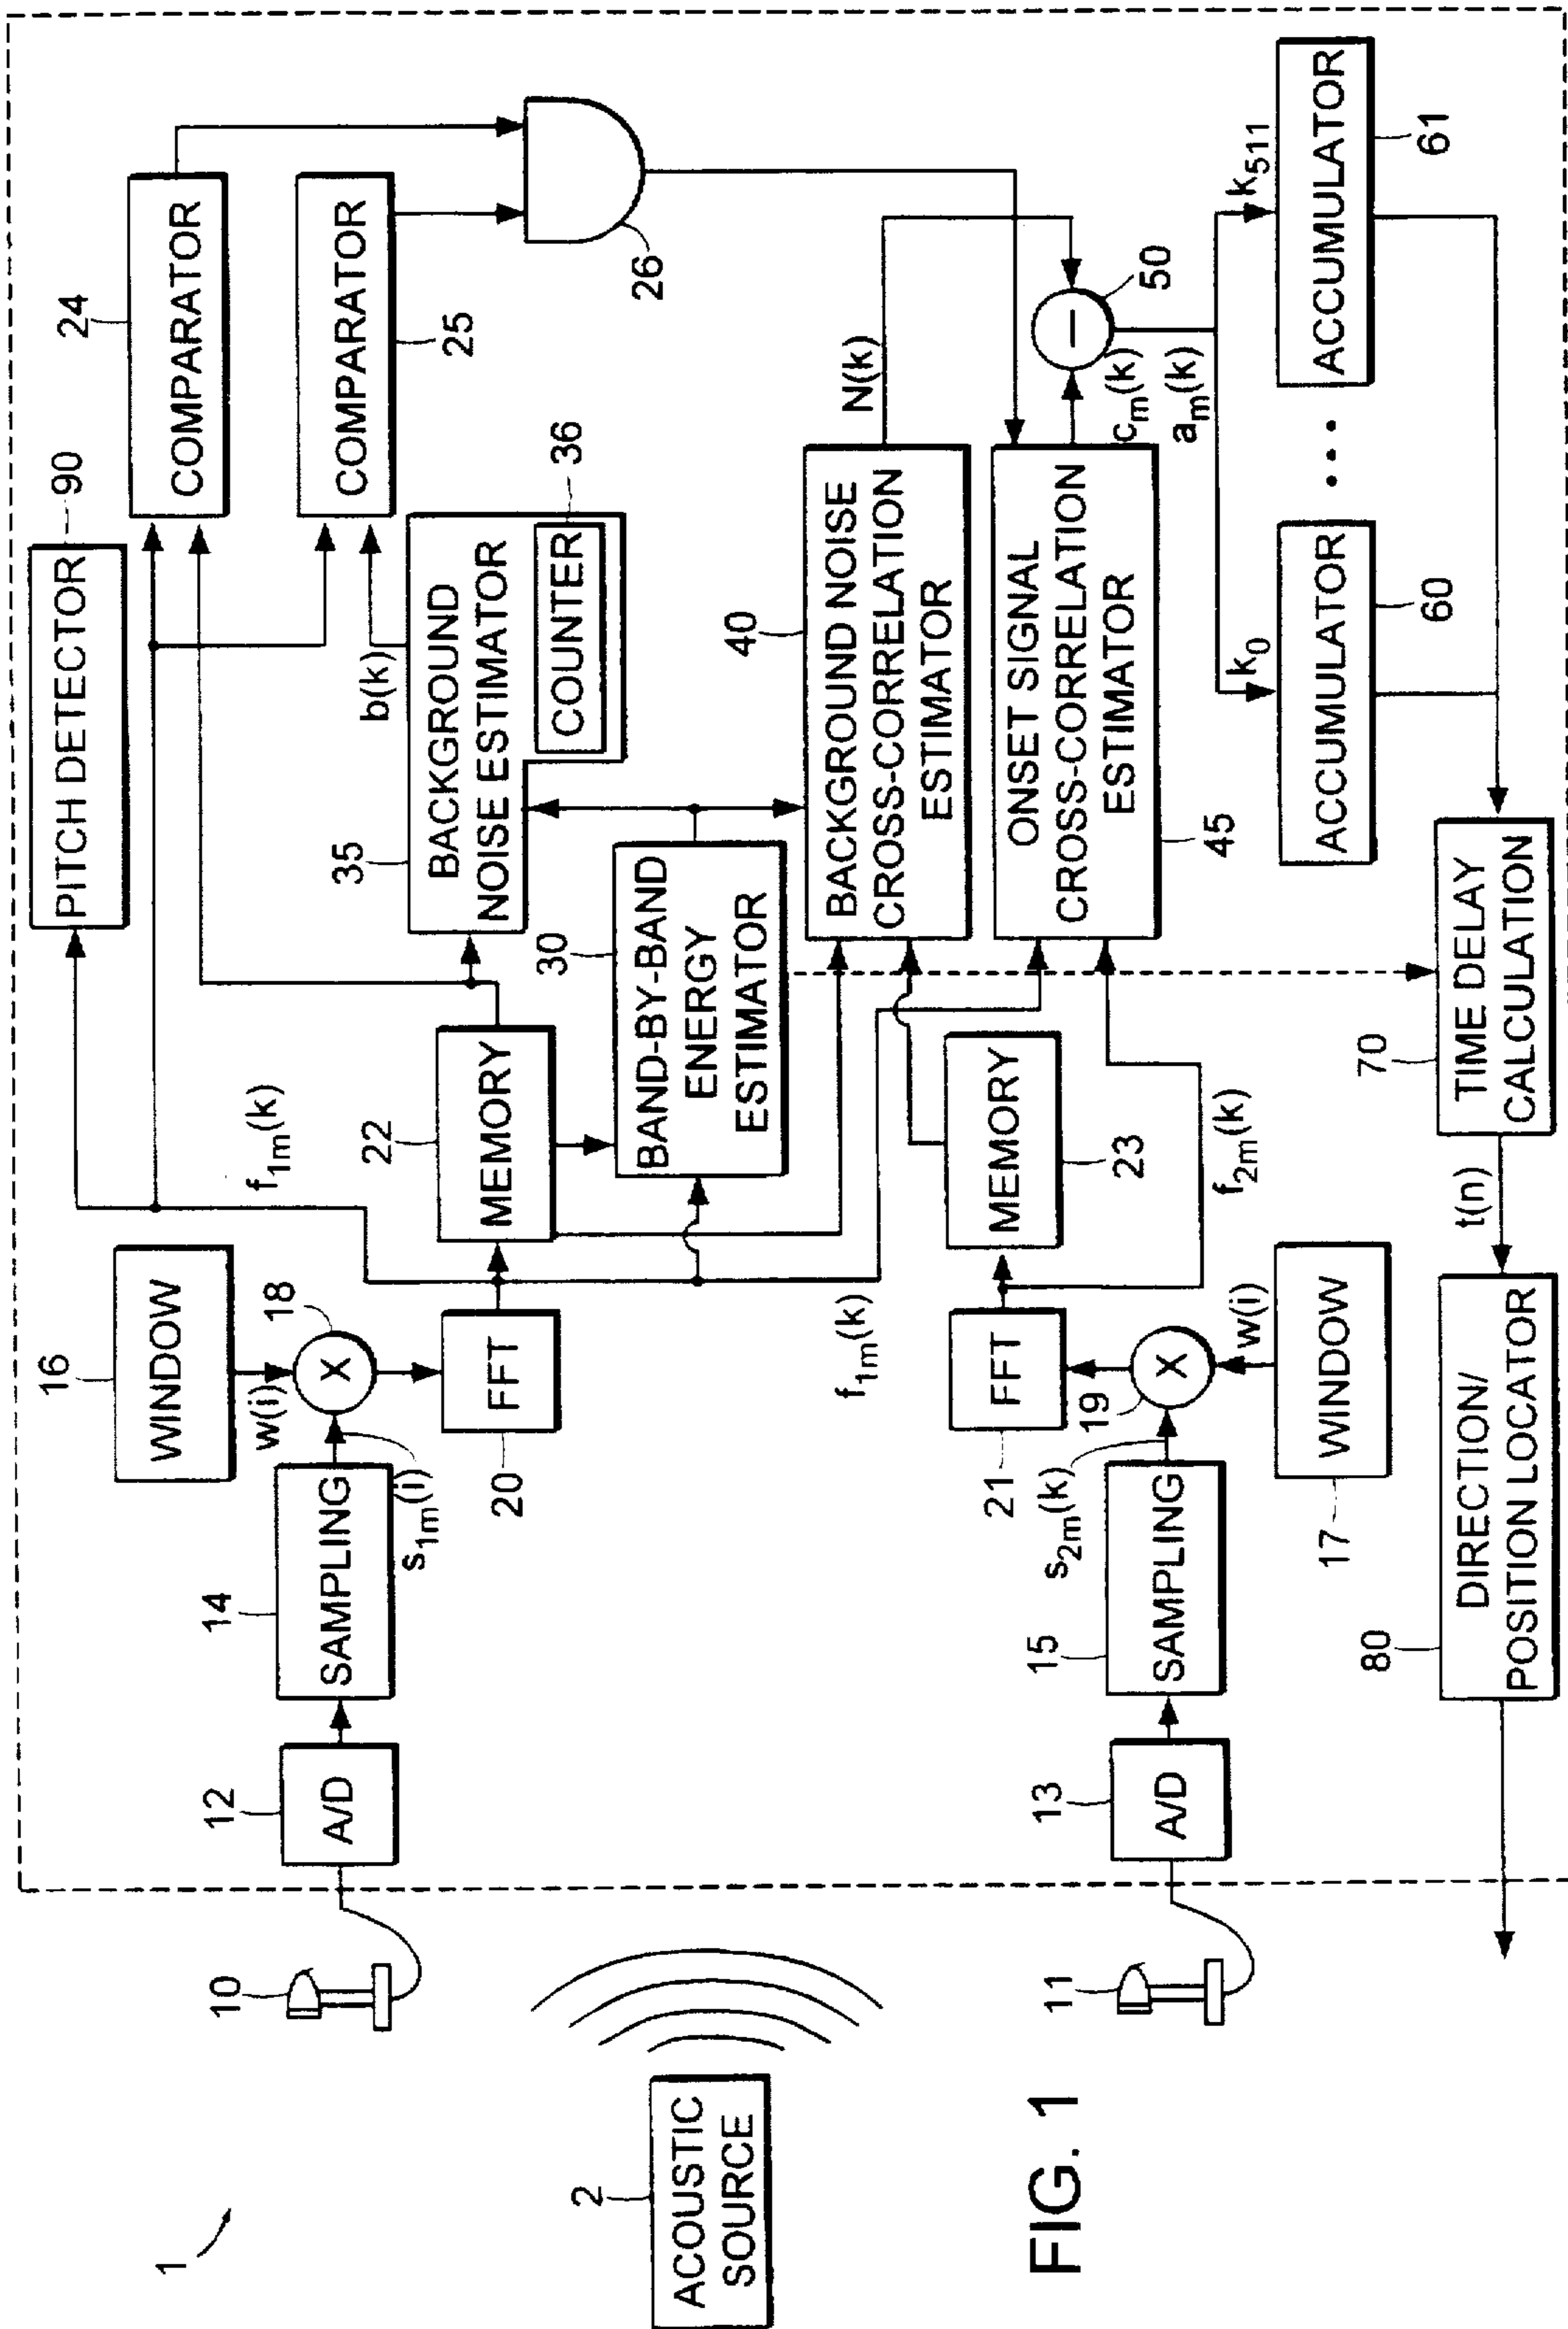 1
2
ACOUSTIC
SOURCE
10
11
12
A/D
13
A/D
14
SAMPLING
15
SAMPLING
s1m(i)
s2m(k)
16
WINDOW
w(i)
18
X
20
FFT
17
WINDOW
w(i)
19
X
21
FFT
f1m(k)
f1m(k)
f2m(k)
22
MEMORY
23
MEMORY
30
BAND-BY-BAND
ENERGY
ESTIMATOR
PITCH DETECTOR
90
24
COMPARATOR
25
COMPARATOR
26
35
BACKGROUND
NOISE ESTIMATOR
COUNTER
36
b(k)
40
BACKGROUND NOISE
CROSS-CORRELATION
ESTIMATOR
N(k)
ONSET SIGNAL
CROSS-CORRELATION
ESTIMATOR
45
−
50
cm(k)
am(k)
k0
k511
ACCUMULATOR
60
• • •
ACCUMULATOR
61
70
TIME DELAY
CALCULATION
t(n)
80
DIRECTION/
POSITION LOCATOR
FIG. 1